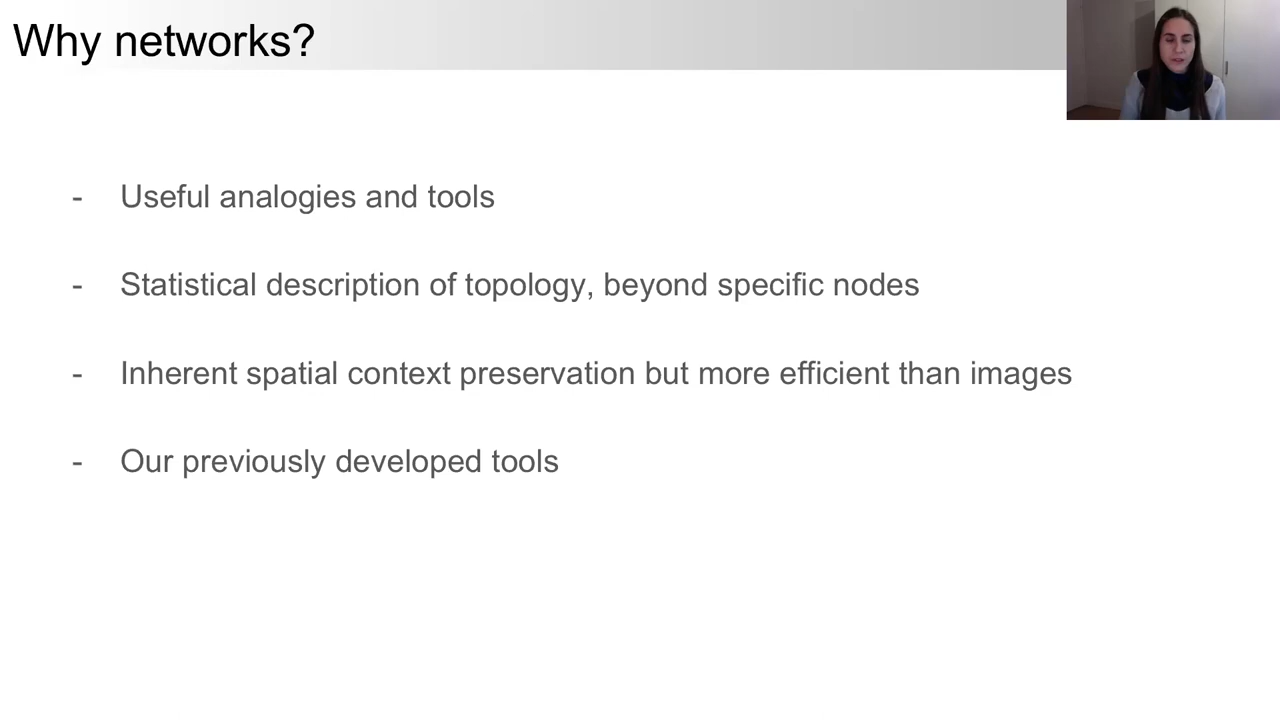 Why networks?
- Useful analogies and tools
- Statistical description of topology, beyond specific nodes
- Inherent spatial context preservation but more efficient than images
- Our previously developed tools